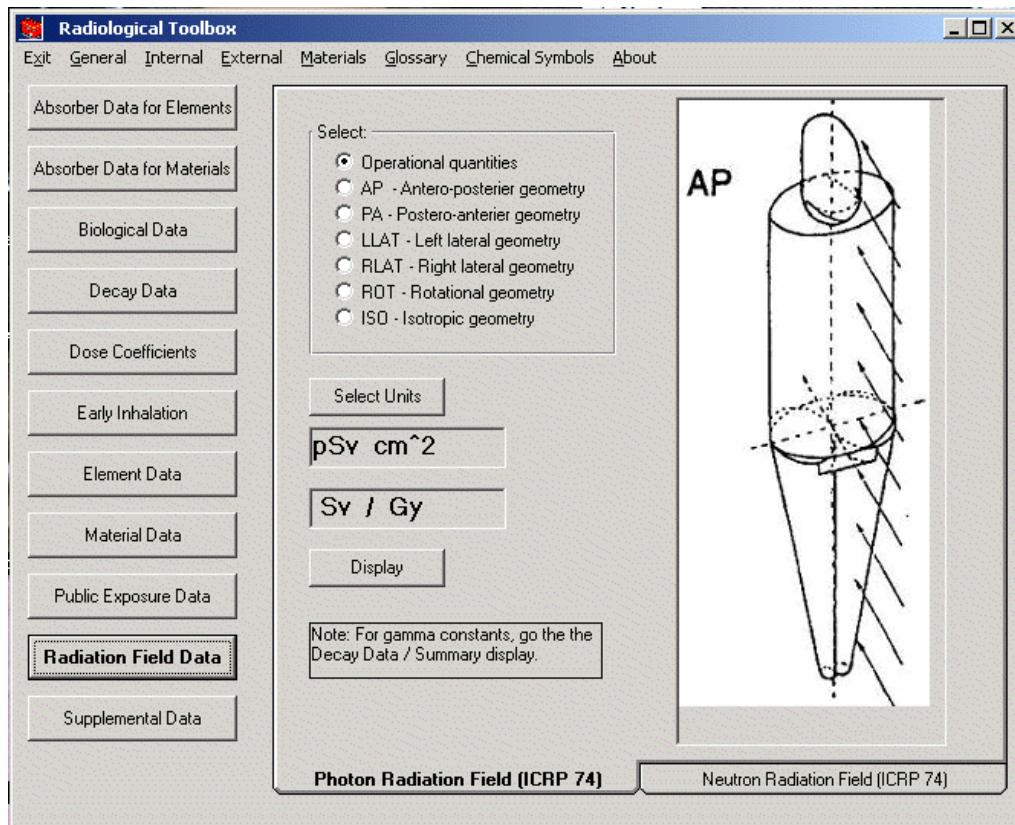 Radiological Toolbox
Exit General Internal External Materials Glossary Chemical Symbols About
Absorber Data for Elements
Absorber Data for Materials
Biological Data
Decay Data
Dose Coefficients
Early Inhalation
Element Data
Material Data
Public Exposure Data
Radiation Field Data
Supplemental Data
Select:
Operational quantities
AP - Antero-posterier geometry
PA - Postero-anterier geometry
LLAT - Left lateral geometry
RLAT - Right lateral geometry
ROT - Rotational geometry
ISO - Isotropic geometry
Select Units
pSv cm^2
Sv / Gy
Display
Note: For gamma constants, go the the
Decay Data / Summary display.
AP
Photon Radiation Field (ICRP 74)
Neutron Radiation Field (ICRP 74)